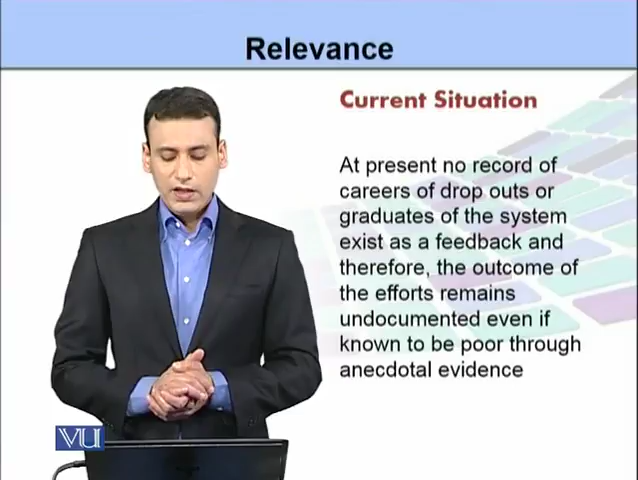 Relevance
Current Situation
At present no record of
careers of drop outs or
graduates of the system
exist as a feedback and
therefore, the outcome of
the efforts remains
undocumented even if
known to be poor through
anecdotal evidence
VU